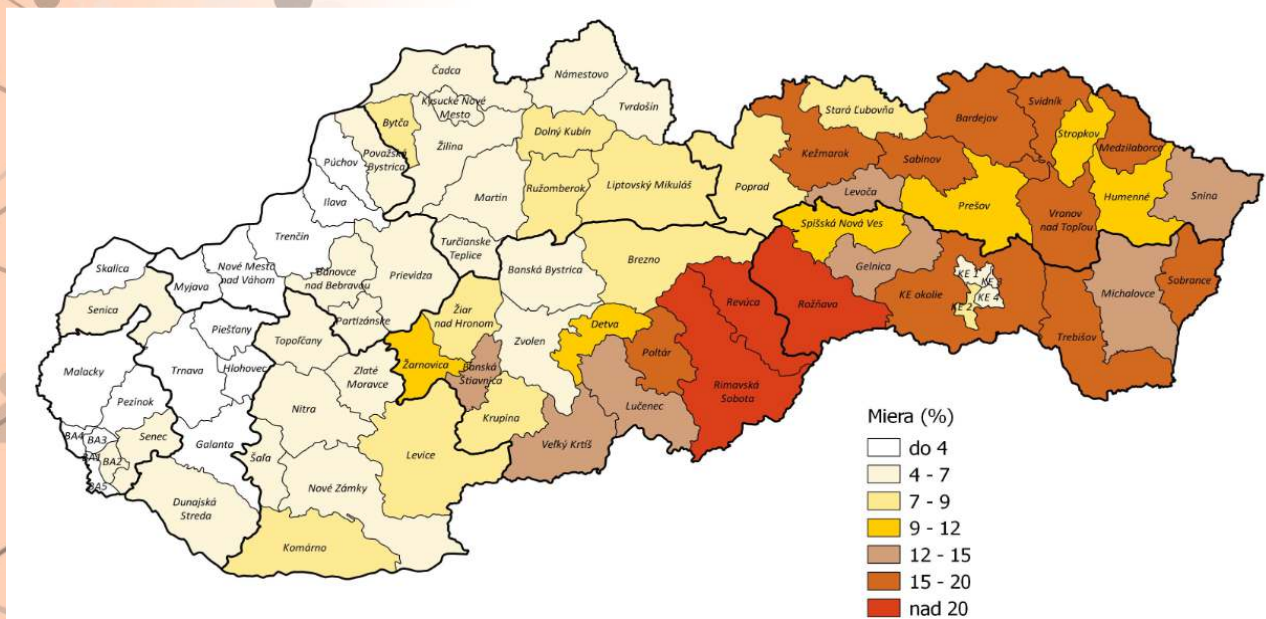 Čadca
Námestovo
Kysucké Nové
Mesto
Tvrdošín
Bytča
Dolný Kubín
Žilina
Púchov
Považská
Bystrica
Ilava
Martin
Ružomberok
Liptovský Mikuláš
Poprad
Stará Ľubovňa
Kežmarok
Sabinov
Bardejov
Svidník
Stropkov
Medzilaborce
Levoča
Prešov
Humenné
Snina
Vranov
nad Topľou
Trenčín
Turčianske
Teplice
Skalica
Nové Mesto
nad Váhom
Myjava
Bánovce
nad Bebravou
Prievidza
Banská Bystrica
Brezno
Spišská Nová Ves
Gelnica
KE 1
KE 3
KE 4
KE 2
KE okolie
Sobrance
Michalovce
Trebišov
Rožňava
Revúca
Senica
Piešťany
Partizánske
Žiar
nad Hronom
Detva
Topoľčany
Zvolen
Poltár
Malacky
Trnava
Hlohovec
Zlaté
Moravce
Žarnovica
Banská
Štiavnica
Rimavská
Sobota
Pezinok
Nitra
Krupina
Lučenec
Senec
Galanta
Šaľa
Levice
Veľký Krtíš
BA4
BA3
BA1
BA2
BA5
Dunajská
Streda
Nové Zámky
Komárno
Miera (%)
do 4
4 - 7
7 - 9
9 - 12
12 - 15
15 - 20
nad 20